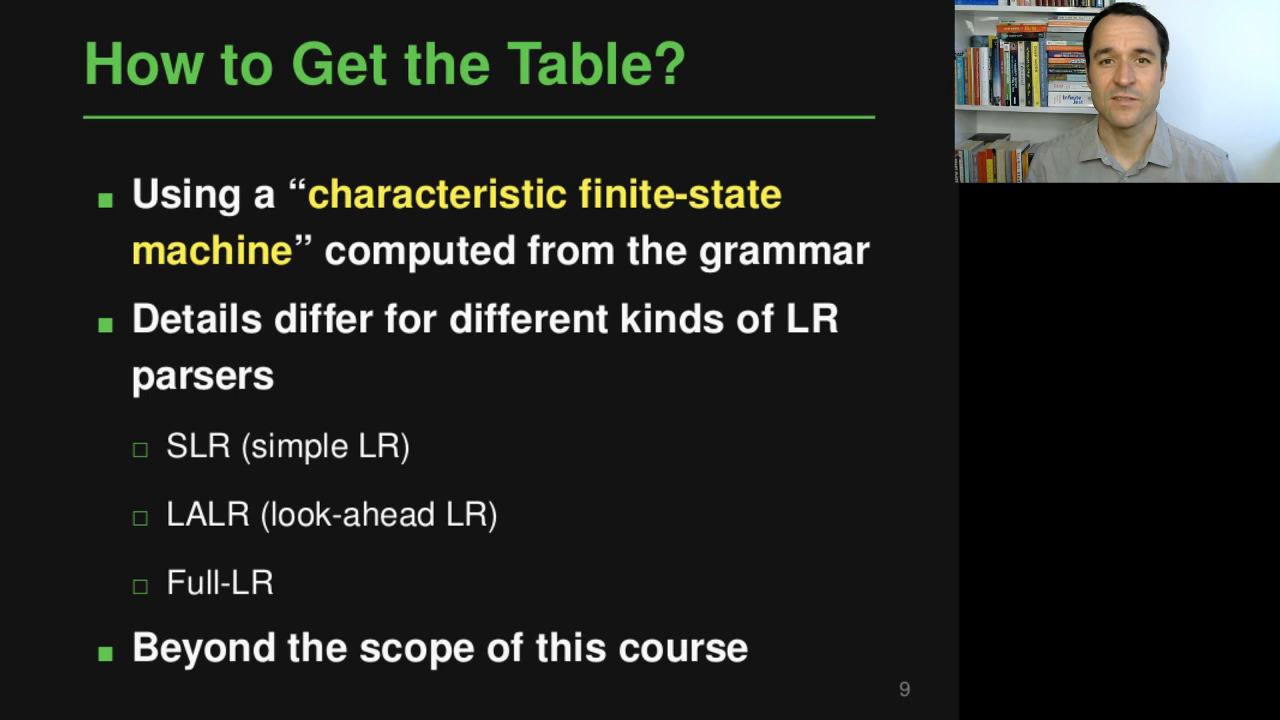 How to Get the Table?
Using a “characteristic finite-state
machine” computed from the grammar
Details differ for different kinds of LR
parsers
SLR (simple LR)
LALR (look-ahead LR)
Full-LR
Beyond the scope of this course
9
Infinite
Jest